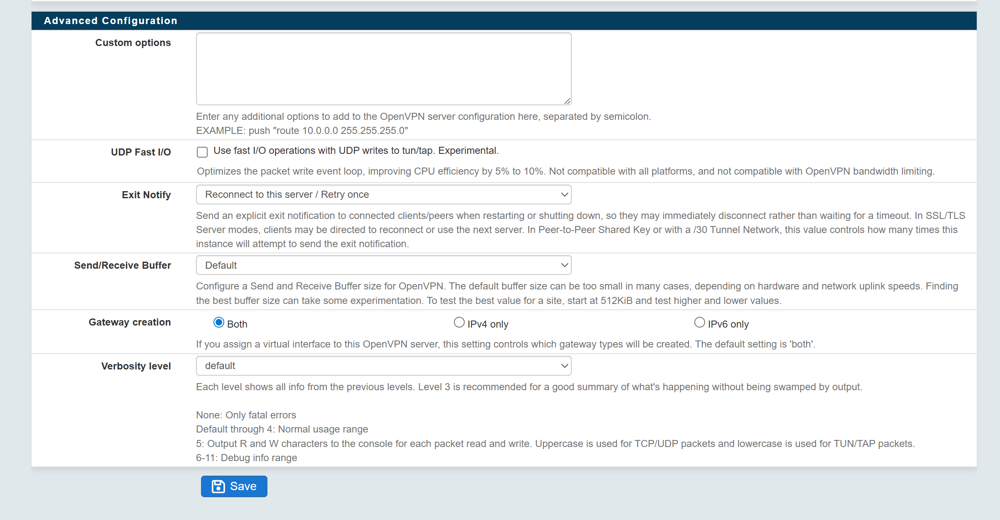 Advanced Configuration
Custom options
Enter any additional options to add to the OpenVPN server configuration here, separated by semicolon.
EXAMPLE: push "route 10.0.0.0 255.255.255.0"
UDP Fast I/O
Use fast I/O operations with UDP writes to tun/tap. Experimental.
Optimizes the packet write event loop, improving CPU efficiency by 5% to 10%. Not compatible with all platforms, and not compatible with OpenVPN bandwidth limiting.
Exit Notify
Reconnect to this server / Retry once
Send an explicit exit notification to connected clients/peers when restarting or shutting down, so they may immediately disconnect rather than waiting for a timeout. In SSL/TLS
Server modes, clients may be directed to reconnect or use the next server. In Peer-to-Peer Shared Key or with a /30 Tunnel Network, this value controls how many times this
instance will attempt to send the exit notification.
Send/Receive Buffer
Default
Configure a Send and Receive Buffer size for OpenVPN. The default buffer size can be too small in many cases, depending on hardware and network uplink speeds. Finding
the best buffer size can take some experimentation. To test the best value for a site, start at 512KiB and test higher and lower values.
Gateway creation
Both
IPv4 only
IPv6 only
If you assign a virtual interface to this OpenVPN server, this setting controls which gateway types will be created. The default setting is 'both'.
Verbosity level
default
Each level shows all info from the previous levels. Level 3 is recommended for a good summary of what's happening without being swamped by output.
None: Only fatal errors
Default through 4: Normal usage range
5: Output R and W characters to the console for each packet read and write. Uppercase is used for TCP/UDP packets and lowercase is used for TUN/TAP packets.
6-11: Debug info range
Save